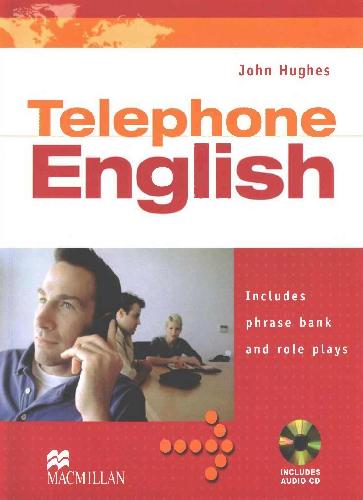 John Hughes
Telephone
English
Includes
phrase bank
and role plays
MACMILLAN
INCLUDES
AUDIO CD